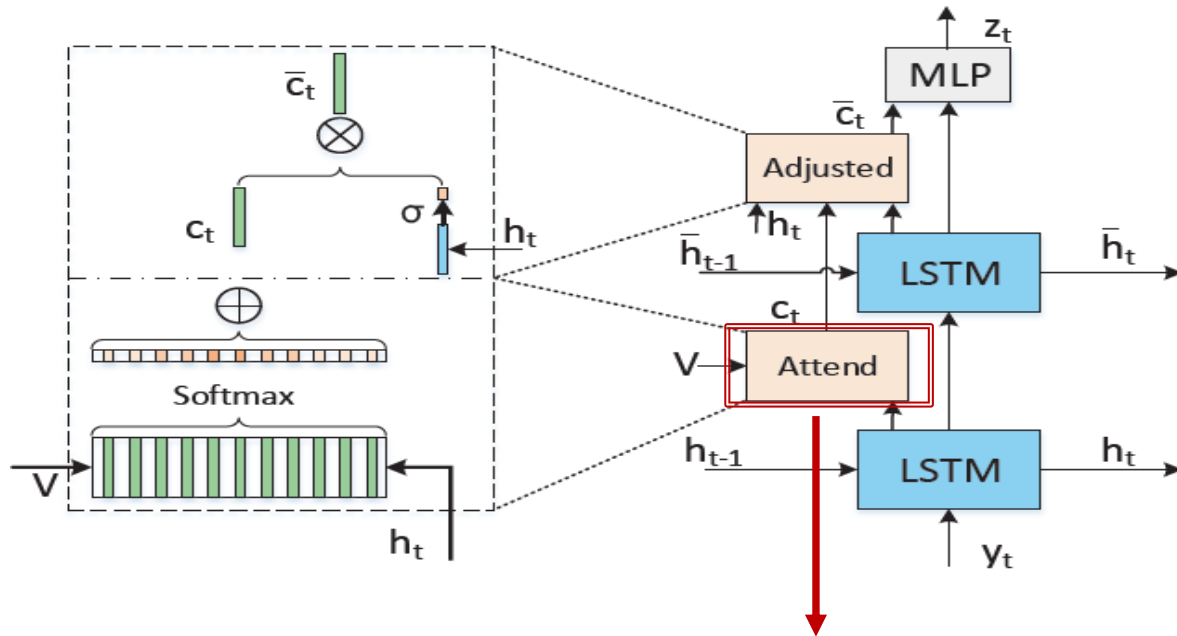 c̅ₜ
cₜ
σ
hₜ
Softmax
V
hₜ
zₜ
MLP
c̅ₜ
Adjusted
hₜ
h̅ₜ₋₁
LSTM
h̅ₜ
cₜ
V
Attend
hₜ₋₁
LSTM
hₜ
yₜ